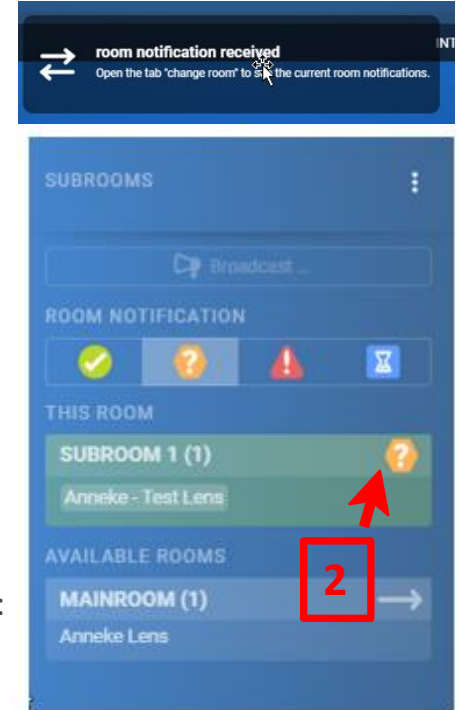 INT
room notification received
Open the tab "change room" to see the current room notifications.
SUBROOMS
Broadcast ...
ROOM NOTIFICATION
THIS ROOM
SUBROOM 1 (1)
Anneke - Test Lens
AVAILABLE ROOMS
2
MAINROOM (1)
:
Anneke Lens